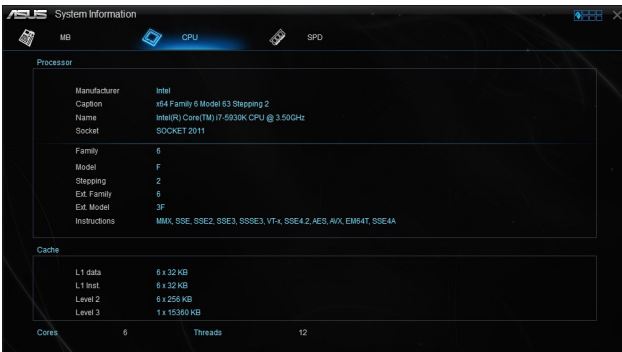 ASUS System Information
MB CPU SPD
Processor
Manufacturer Intel
Caption x64 Family 6 Model 63 Stepping 2
Name Intel(R) Core(TM) i7-5930K CPU @ 3.50GHz
Socket SOCKET 2011
Family 6
Model F
Stepping 2
Ext. Family 6
Ext. Model 3F
Instructions MMX, SSE, SSE2, SSE3, SSSE3, VT-x, SSE4.2, AES, AVX, EM64T, SSE4A
Cache
L1 data 6 x 32 KB
L1 Inst. 6 x 32 KB
Level 2 6 x 256 KB
Level 3 1 x 15360 KB
Cores 6 Threads 12